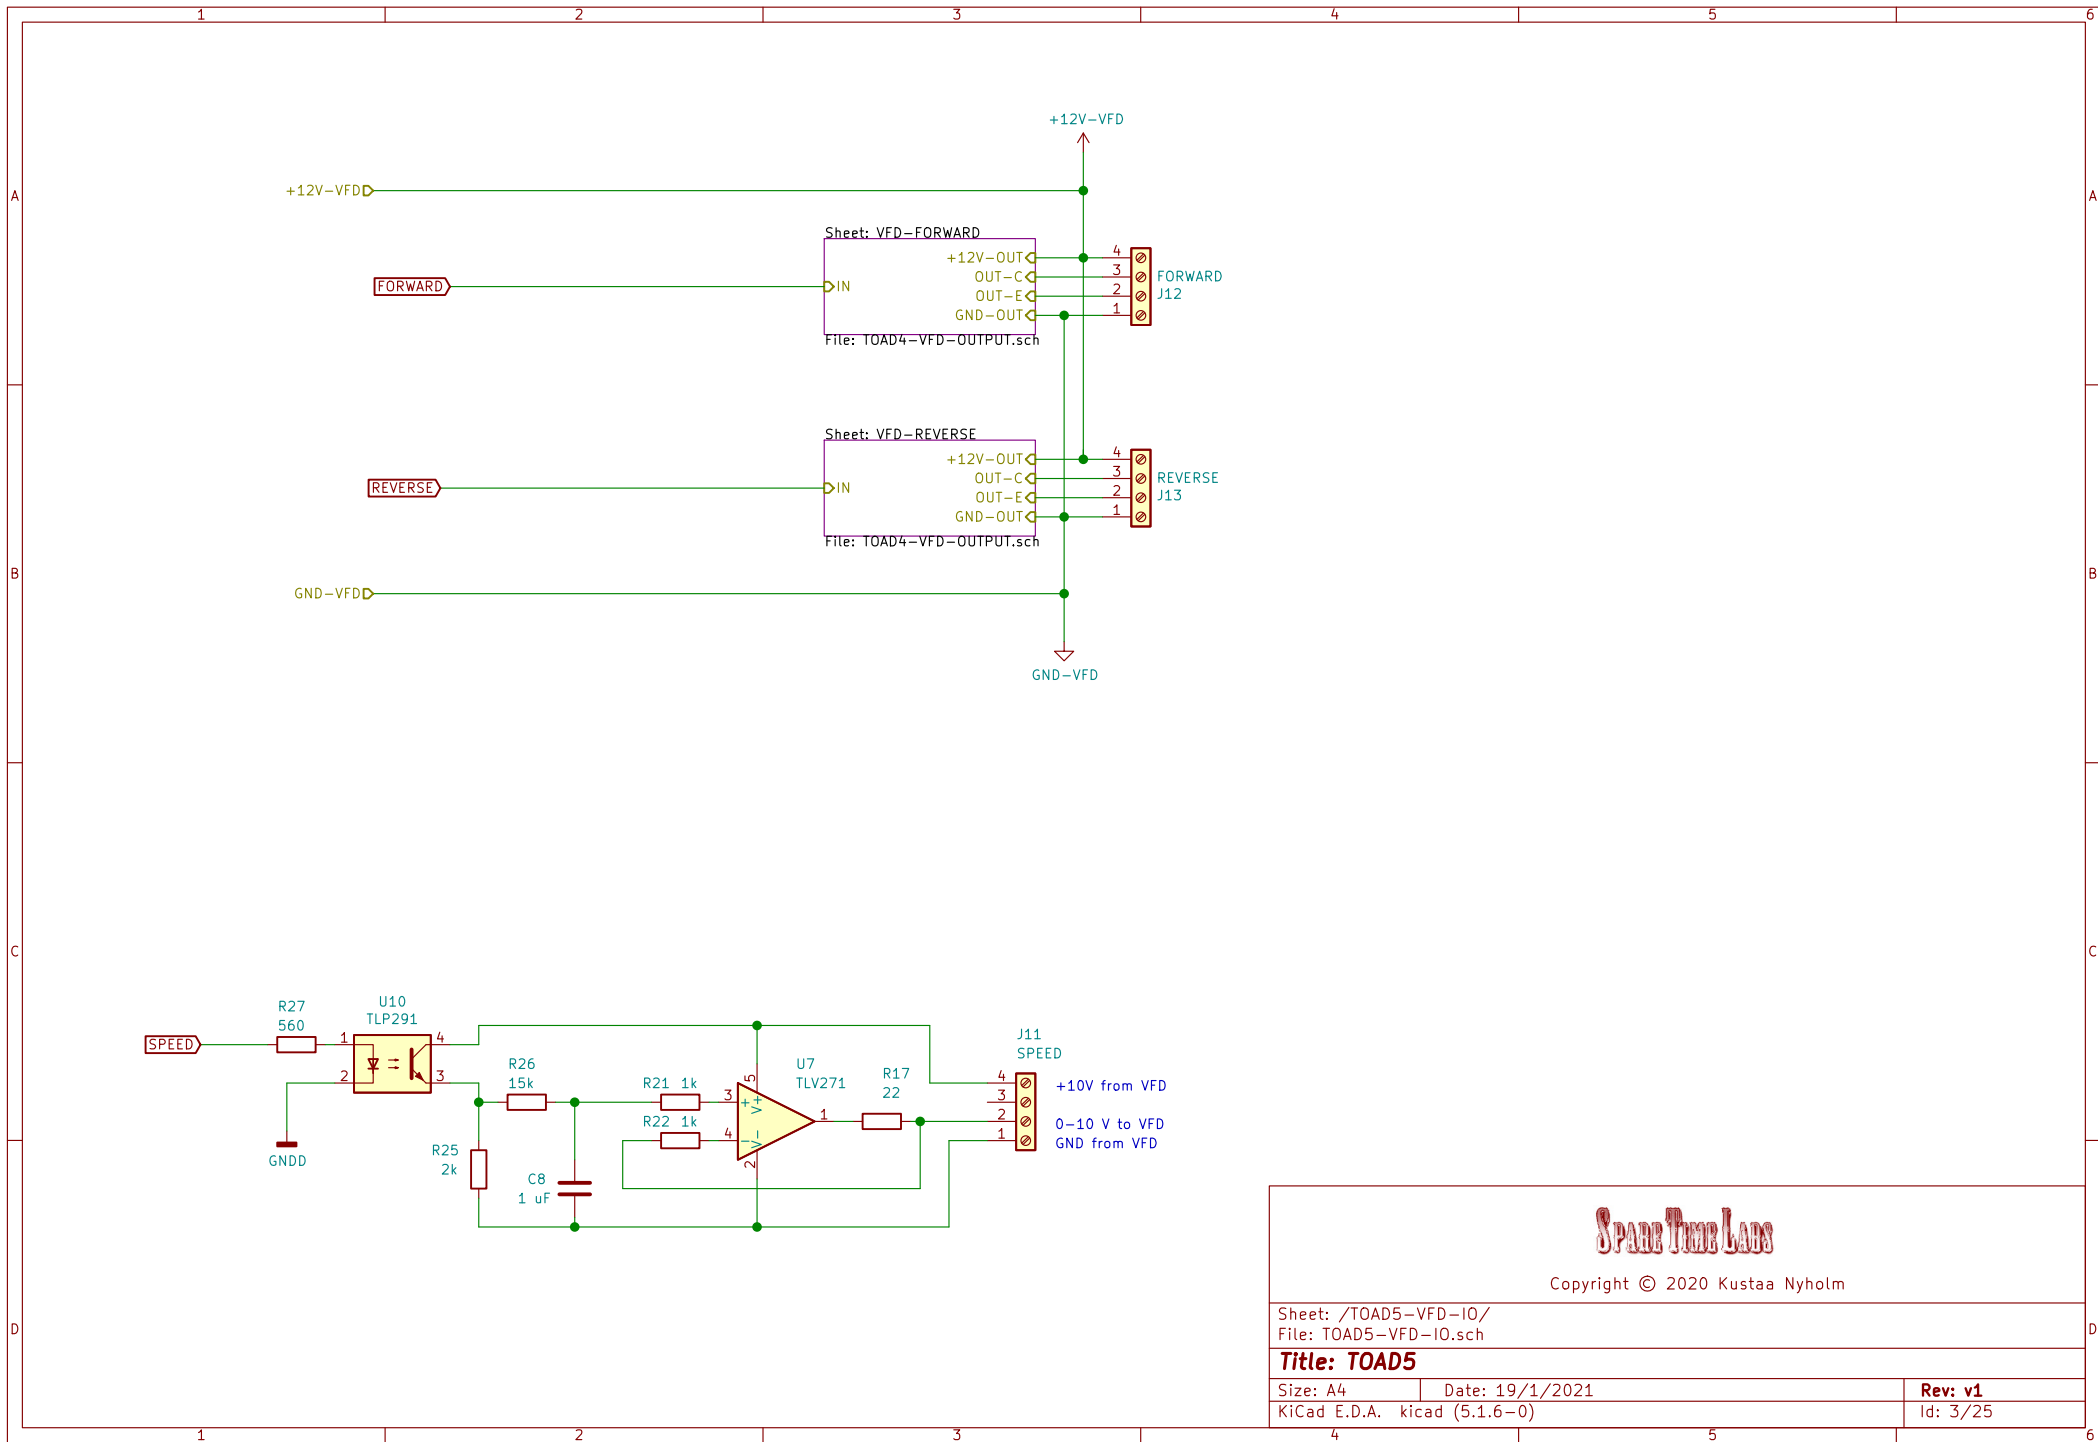 1 2 3 4 5 6
A A
B B
C C
D D
+12V-VFD
+12V-VFD
Sheet: VFD-FORWARD
FORWARD
IN
+12V-OUT
OUT-C
OUT-E
GND-OUT
4
3
2
1
FORWARD
J12
File: TOAD4-VFD-OUTPUT.sch
Sheet: VFD-REVERSE
REVERSE
IN
+12V-OUT
OUT-C
OUT-E
GND-OUT
4
3
2
1
REVERSE
J13
File: TOAD4-VFD-OUTPUT.sch
GND-VFD
GND-VFD
SPEED
R27
560
U10
TLP291
1
2
4
3
GNDD
R26
15k
R25
2k
C8
1 uF
R21 1k
R22 1k
3
4
5
2
1
+
-
V+
V-
U7
TLV271
R17
22
J11
SPEED
4
3
2
1
+10V from VFD
0-10 V to VFD
GND from VFD
SPARE TIME LABS
Copyright © 2020 Kustaa Nyholm
Sheet: /TOAD5-VFD-IO/
File: TOAD5-VFD-IO.sch
Title: TOAD5
Size: A4 Date: 19/1/2021 Rev: v1
KiCad E.D.A. kicad (5.1.6-0) Id: 3/25
1 2 3 4 5 6